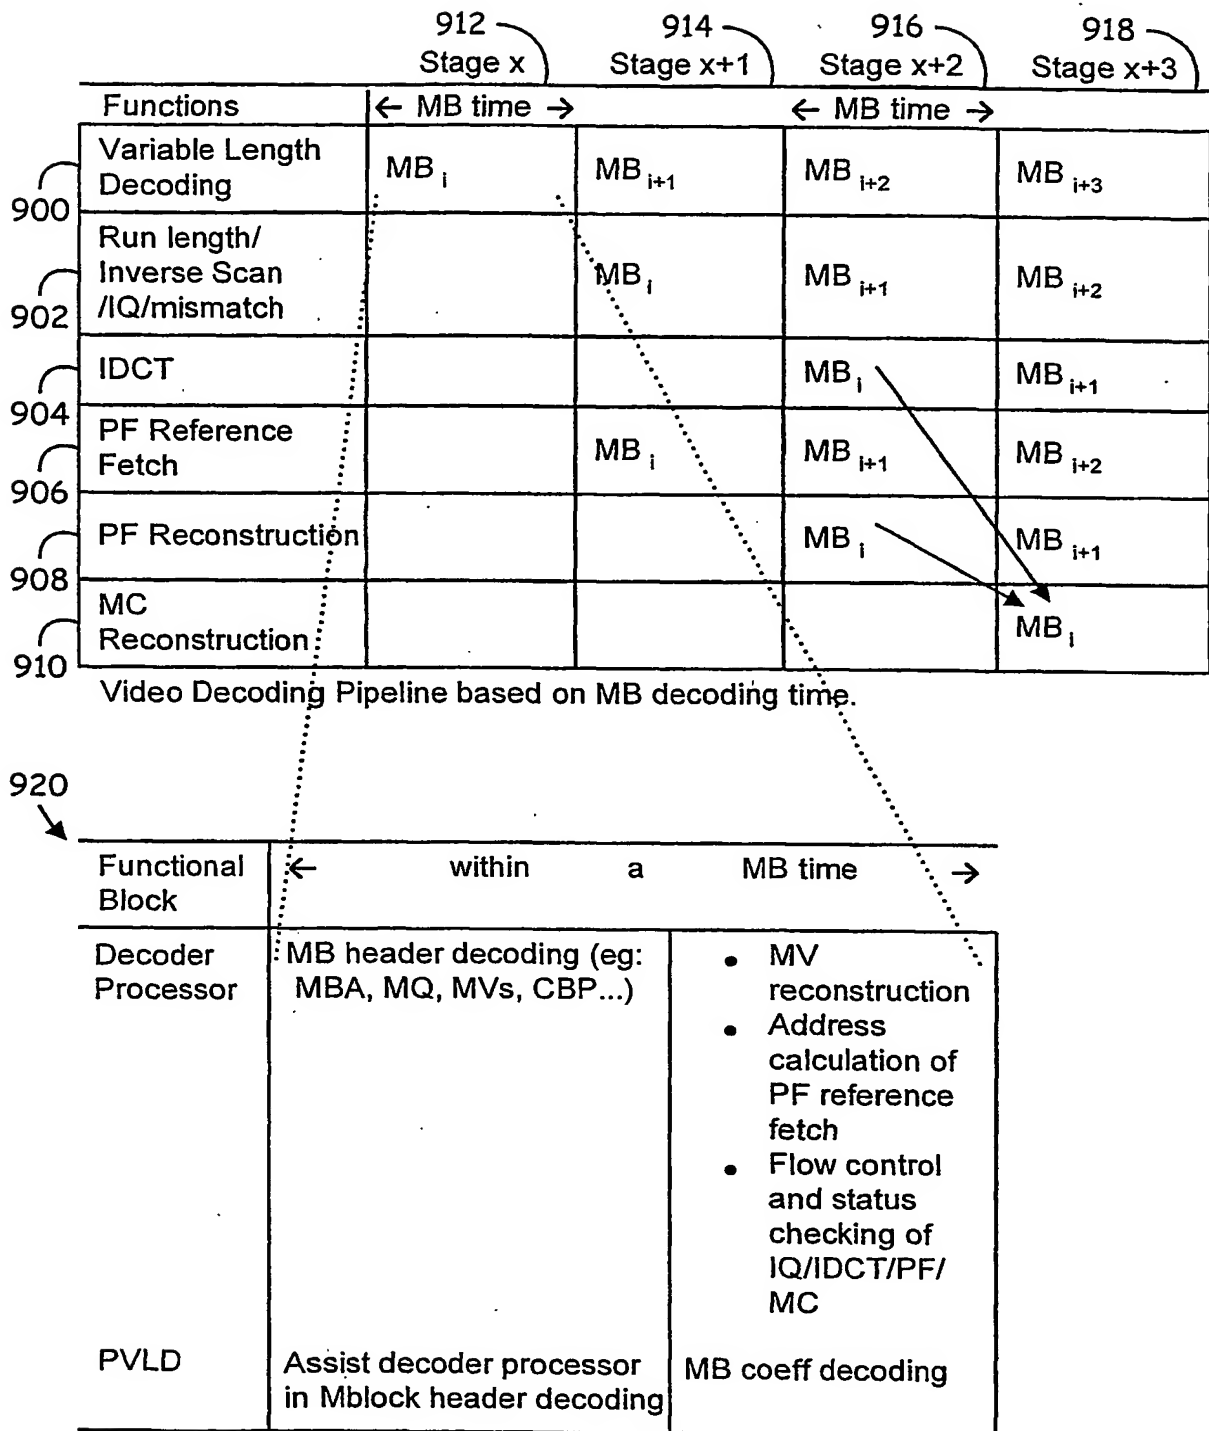 912 914 916 918
Stage x Stage x+1 Stage x+2 Stage x+3
Functions ← MB time → ← MB time →
Variable Length Decoding MB i MB i+1 MB i+2 MB i+3
900
Run length/
Inverse Scan
/IQ/mismatch MB i MB i+1 MB i+2
902
IDCT MB i MB i+1
904
PF Reference
Fetch MB i MB i+1 MB i+2
906
PF Reconstruction MB i MB i+1
908
MC
Reconstruction MB i
910
Video Decoding Pipeline based on MB decoding time.
920
Functional
Block
← within a MB time →
Decoder
Processor
MB header decoding (eg:
MBA, MQ, MVs, CBP...)
• MV
reconstruction
• Address
calculation of
PF reference
fetch
• Flow control
and status
checking of
IQ/IDCT/PF/
MC
PVLD
Assist decoder processor
in Mblock header decoding
MB coeff decoding